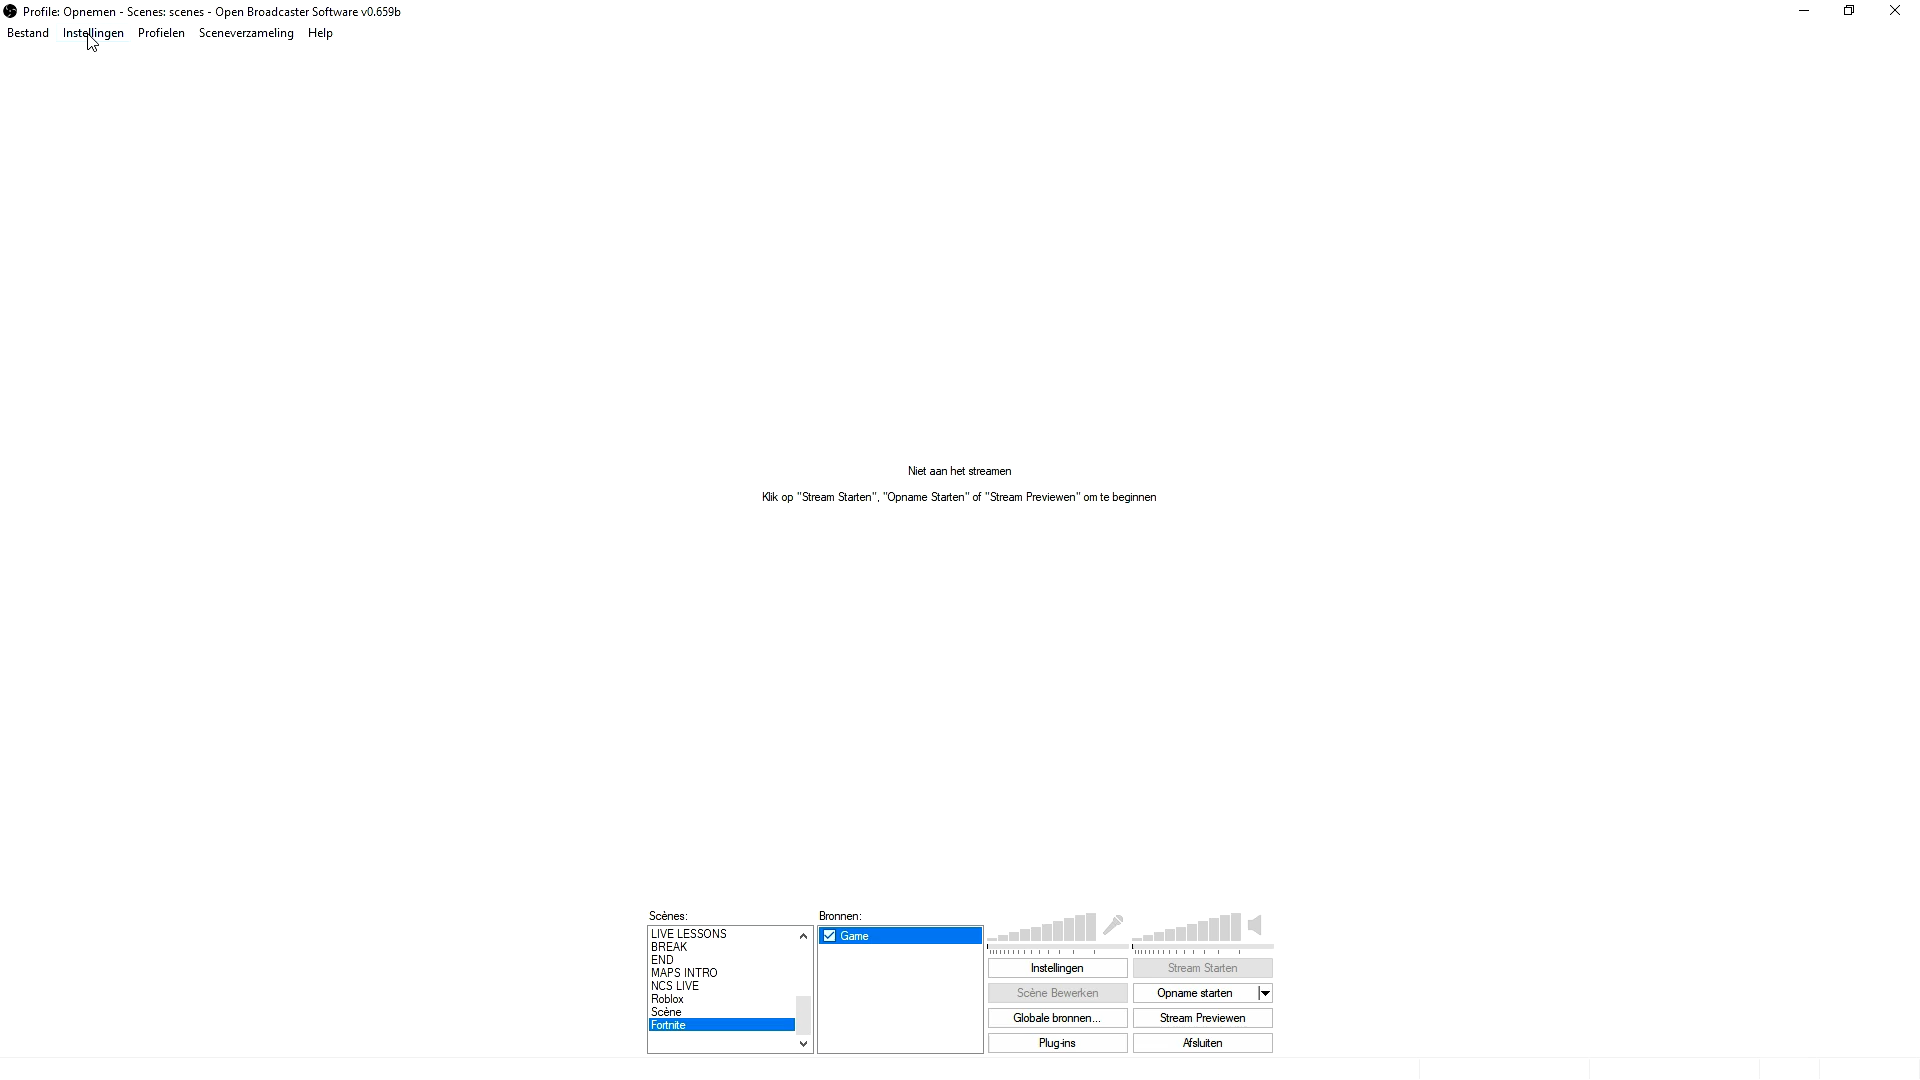 Profile: Opnemen - Scenes: scenes - Open Broadcaster Software v0.659b
Bestand Instellingen Profielen Sceneverzameling Help
Niet aan het streamen
Klik op "Stream Starten", "Opname Starten" of "Stream Previewen" om te beginnen
Scènes:
LIVE LESSONS
BREAK
END
MAPS INTRO
NCS LIVE
Roblox
Scène
Fortnite
Bronnen:
Game
Instellingen
Stream Starten
Scène Bewerken
Opname starten
Globale bronnen...
Stream Previewen
Plug-ins
Afsluiten